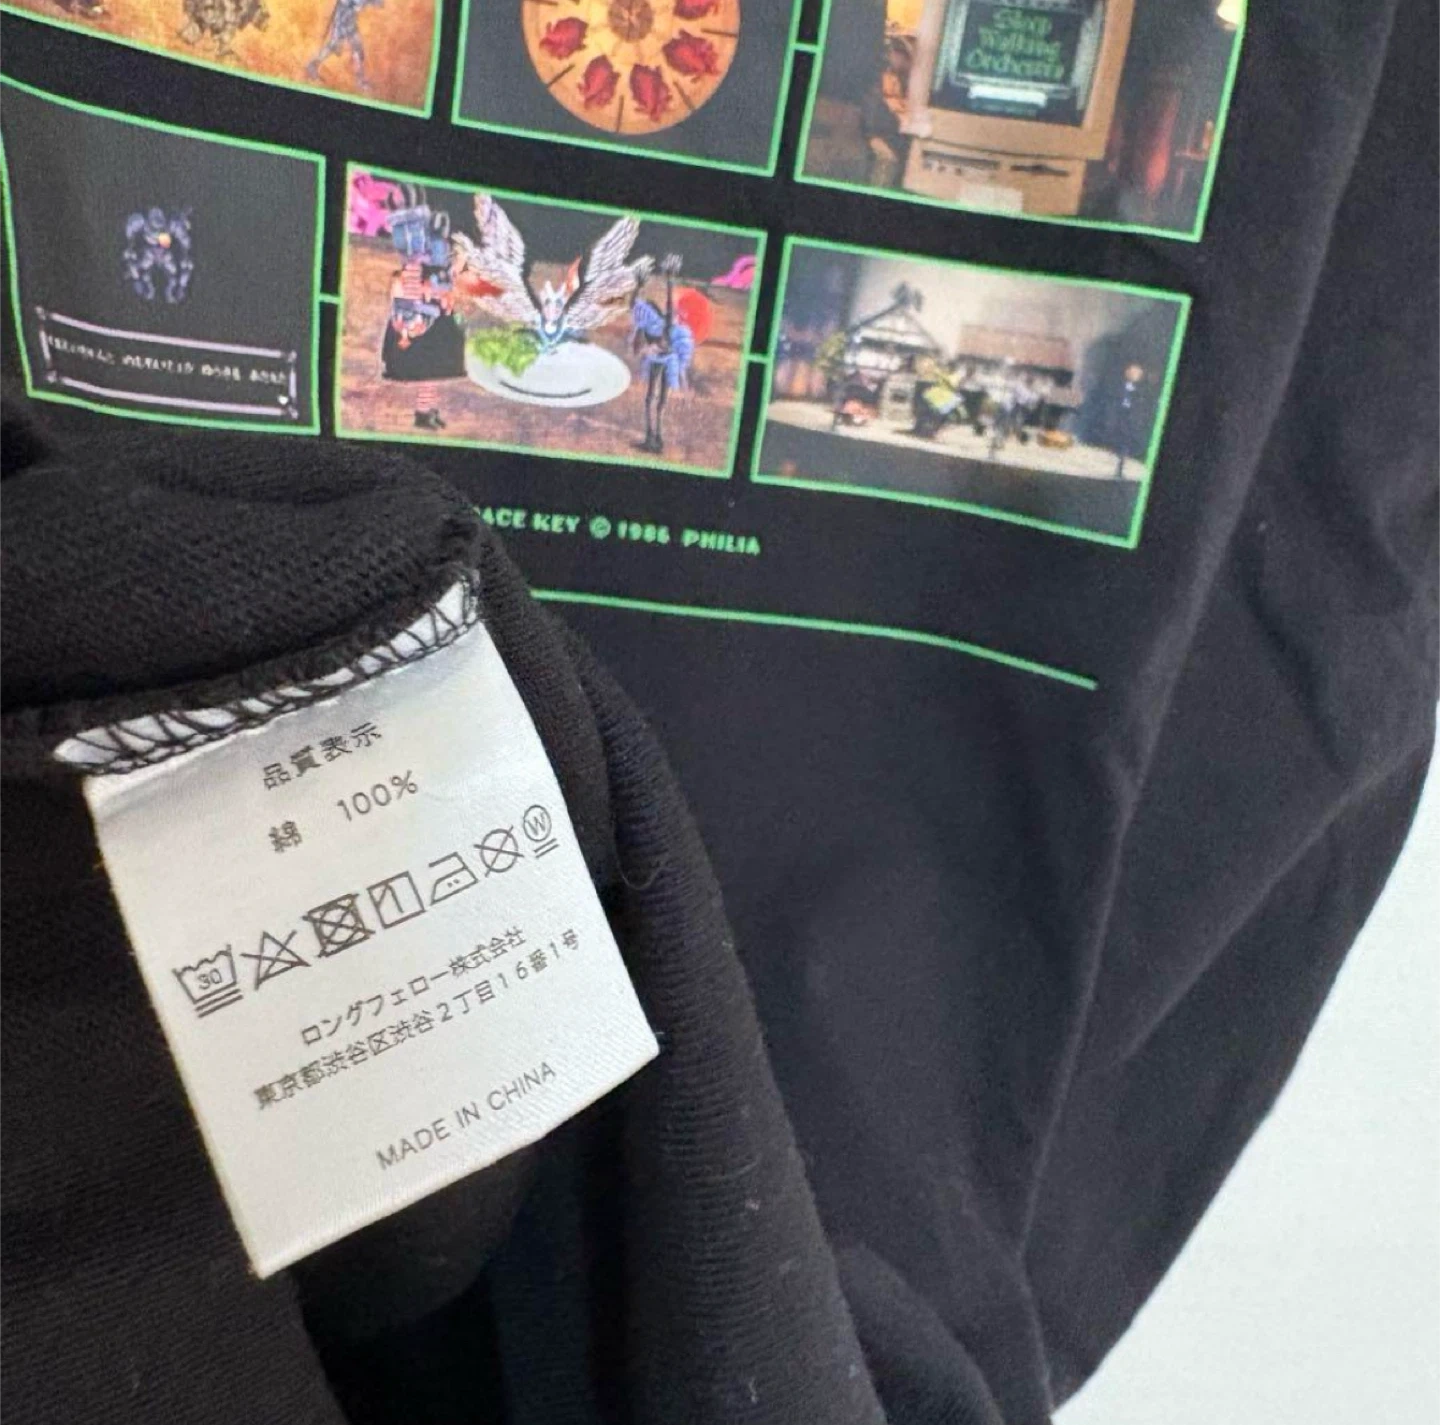 Sleep
Walking
Orchestra
ACE KEY © 1986 PHILIA
品質表示
綿 100%
30
W
ロングフェロー株式会社
東京都渋谷区渋谷2丁目16番1号
MADE IN CHINA